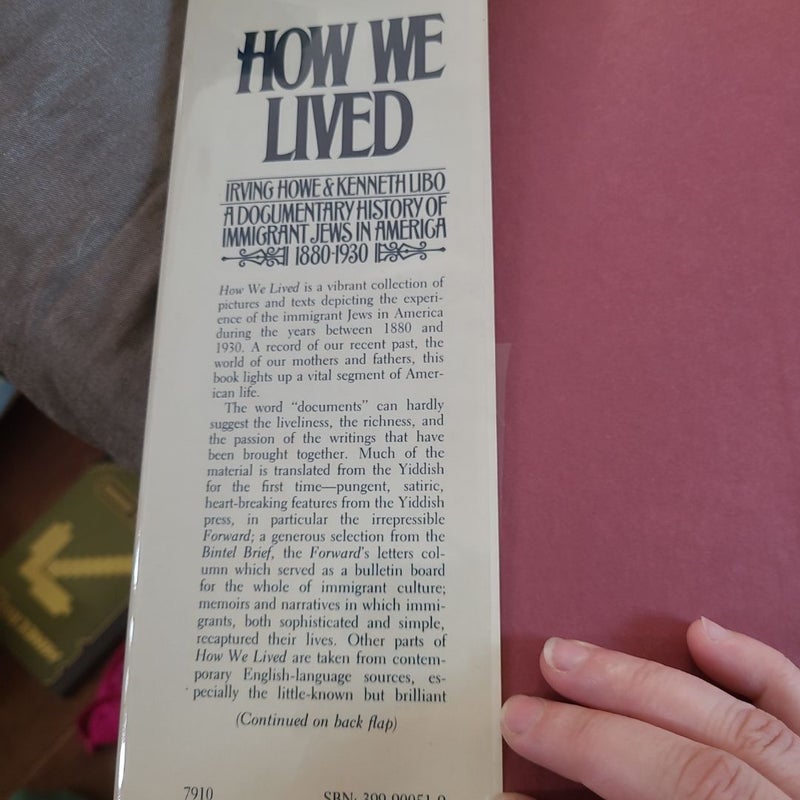 HOW WE
LIVED
IRVING HOWE & KENNETH LIBO
A DOCUMENTARY HISTORY OF
IMMIGRANT JEWS IN AMERICA
1880-1930
How We Lived is a vibrant collection of
pictures and texts depicting the experi-
ence of the immigrant Jews in America
during the years between 1880 and
1930. A record of our recent past, the
world of our mothers and fathers, this
book lights up a vital segment of Amer-
ican life.
The word “documents” can hardly
suggest the liveliness, the richness, and
the passion of the writings that have
been brought together. Much of the
material is translated from the Yiddish
for the first time—pungent, satiric,
heart-breaking features from the Yiddish
press, in particular the irrepressible
Forward; a generous selection from the
Bintel Brief, the Forward's letters col-
umn which served as a bulletin board
for the whole of immigrant culture;
memoirs and narratives in which immi-
grants, both sophisticated and simple,
recaptured their lives. Other parts of
How We Lived are taken from contem-
porary English-language sources, es-
pecially the little-known but brilliant
(Continued on back flap)
7910
SBN: 399-90051-9